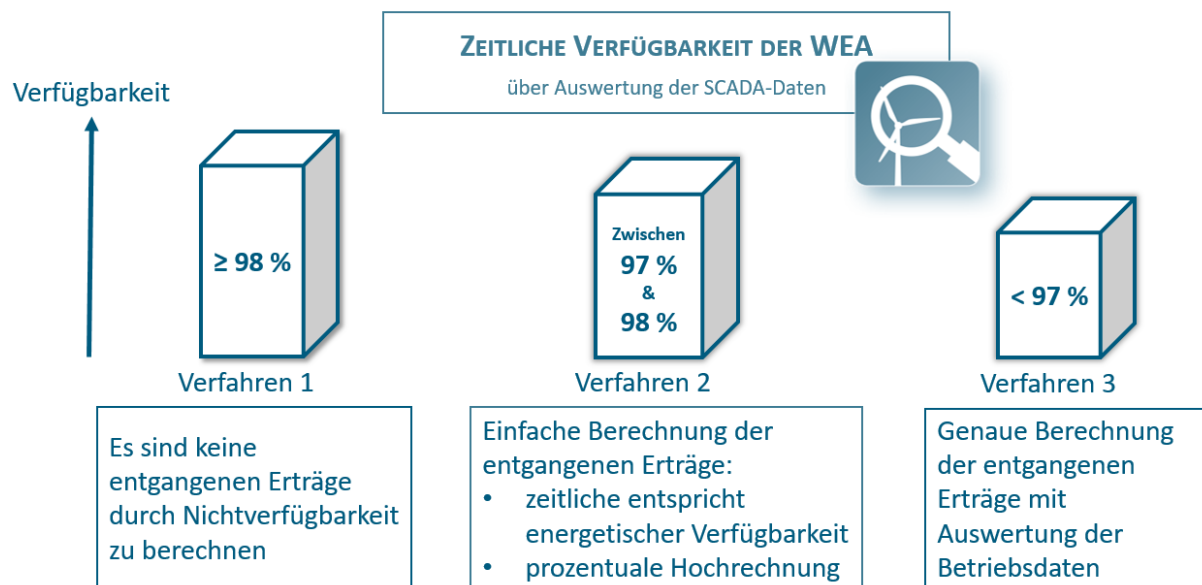 ZEITLICHE VERFÜGBARKEIT DER WEA
über Auswertung der SCADA-Daten
Verfügbarkeit
≥ 98 %
Zwischen
97 %
&
98 %
< 97 %
Verfahren 1
Verfahren 2
Verfahren 3
Es sind keine
entgangenen Erträge
durch Nichtverfügbarkeit
zu berechnen
Einfache Berechnung der
entgangenen Erträge:
• zeitliche entspricht
energetischer Verfügbarkeit
• prozentuale Hochrechnung
Genaue Berechnung
der entgangenen
Erträge mit
Auswertung der
Betriebsdaten